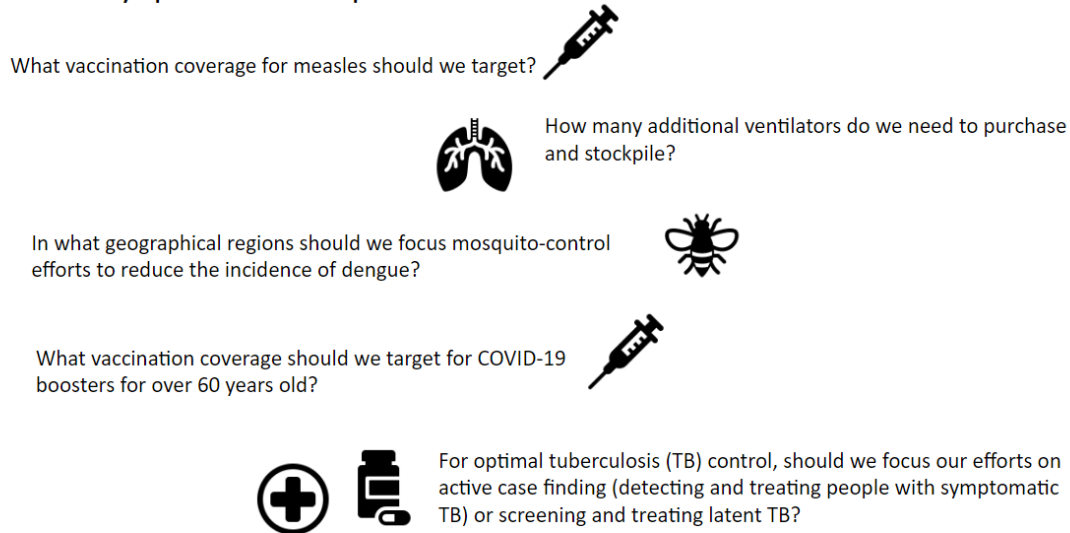 What vaccination coverage for measles should we target?
How many additional ventilators do we need to purchase
and stockpile?
In what geographical regions should we focus mosquito-control
efforts to reduce the incidence of dengue?
What vaccination coverage should we target for COVID-19
boosters for over 60 years old?
For optimal tuberculosis (TB) control, should we focus our efforts on
active case finding (detecting and treating people with symptomatic
TB) or screening and treating latent TB?